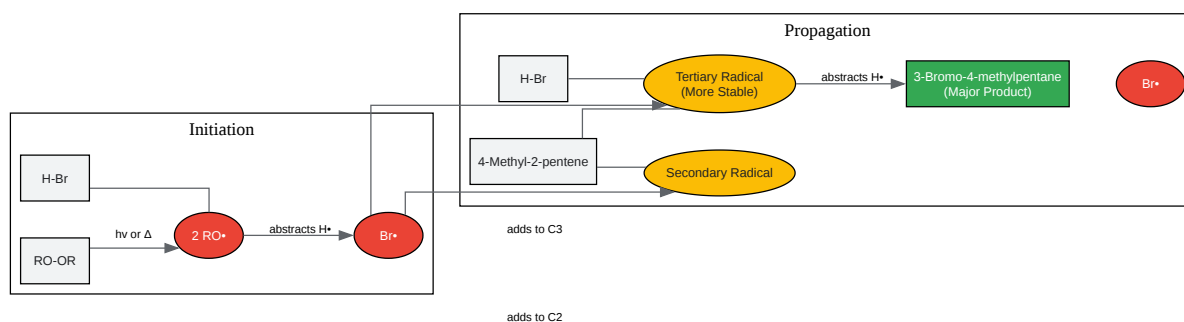 Propagation
H-Br
Tertiary Radical
(More Stable)
abstracts H•
3-Bromo-4-methylpentane
(Major Product)
Br•
4-Methyl-2-pentene
Secondary Radical
Initiation
H-Br
RO-OR
hv or Δ
2 RO•
abstracts H•
Br•
adds to C3
adds to C2